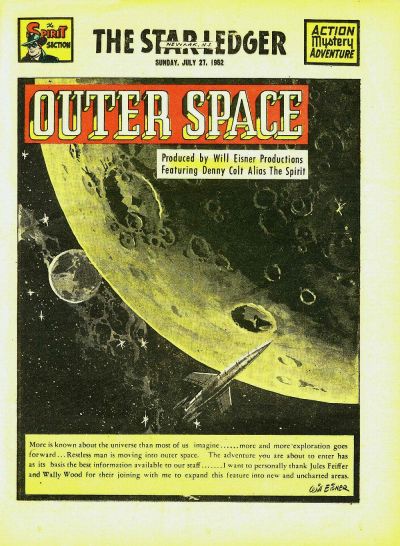 The
SPIRIT
SECTION
THE STAR LEDGER
NEWARK, N.J.
SUNDAY, JULY 27, 1952
ACTION
Mystery
ADVENTURE
OUTER SPACE
Produced by Will Eisner Productions
Featuring Denny Colt Alias The Spirit
More is known about the universe than most of us imagine......more and more exploration goes
forward...Restless man is moving into outer space. The adventure you are about to enter has
as its basis the best information available to our staff.......I want to personally thank Jules Feiffer
and Wally Wood for their joining with me to expand this feature into new and uncharted areas.
Will EISNER